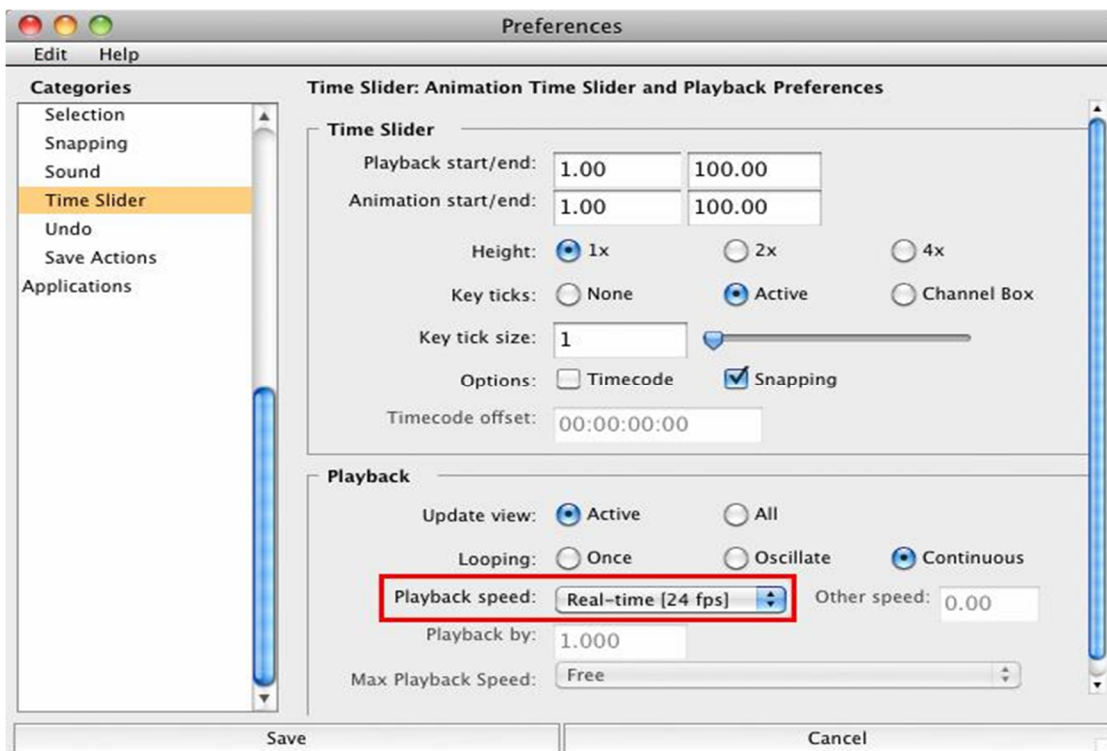 Preferences
Edit Help
Categories
Selection
Snapping
Sound
Time Slider
Undo
Save Actions
Applications
Time Slider: Animation Time Slider and Playback Preferences
Time Slider
Playback start/end: 1.00 100.00
Animation start/end: 1.00 100.00
Height: 1x 2x 4x
Key ticks: None Active Channel Box
Key tick size: 1
Options: Timecode Snapping
Timecode offset: 00:00:00:00
Playback
Update view: Active All
Looping: Once Oscillate Continuous
Playback speed: Real-time [24 fps] Other speed: 0.00
Playback by: 1.000
Max Playback Speed: Free
Save Cancel